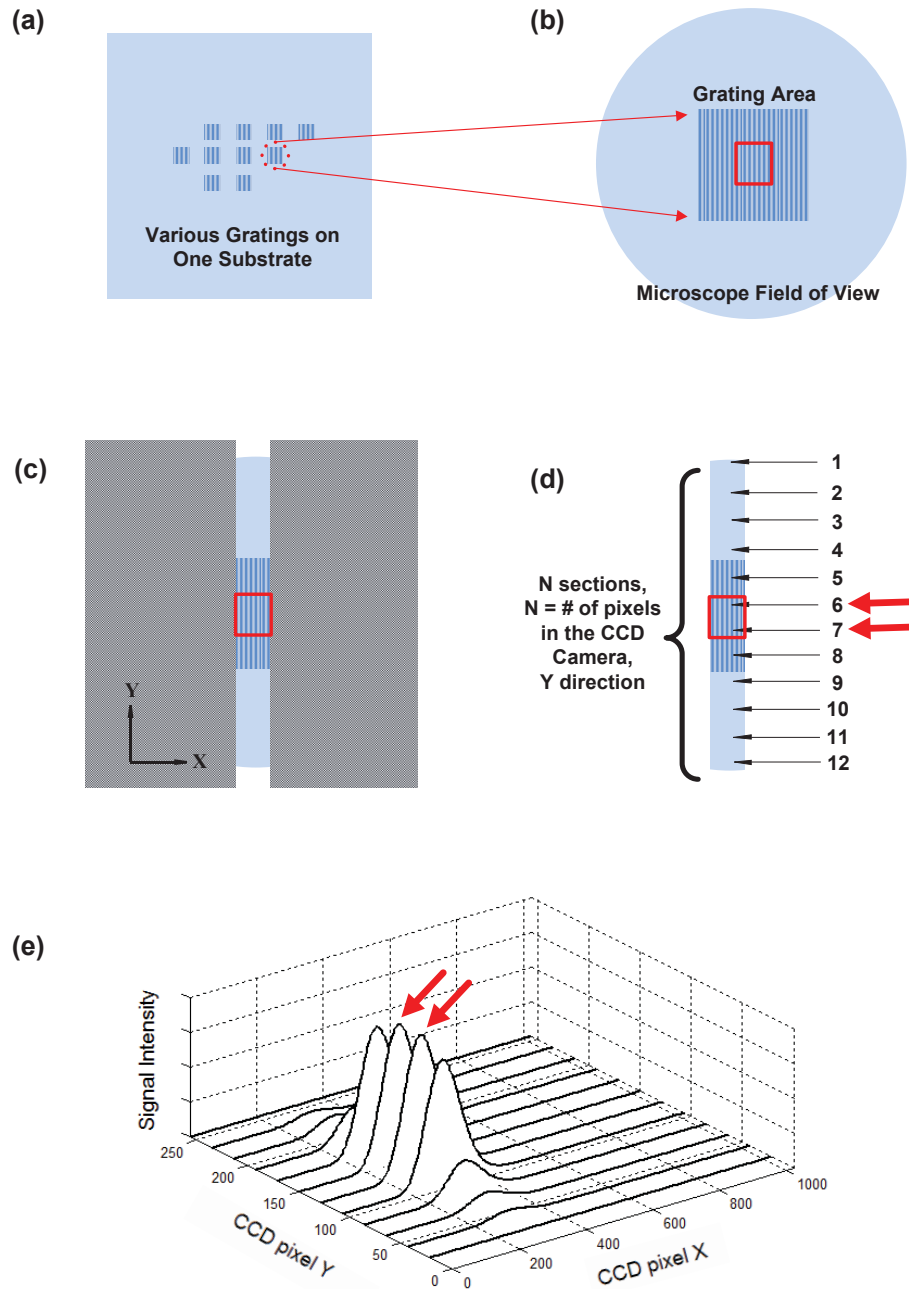 (a)
Various Gratings on
One Substrate
(b)
Grating Area
Microscope Field of View
(c)
Y
X
(d)
N sections,
N = # of pixels
in the CCD
Camera,
Y direction
1
2
3
4
5
6
7
8
9
10
11
12
(e)
Signal Intensity
250
200
150
100
50
0
CCD pixel Y
0
200
400
600
800
1000
CCD pixel X